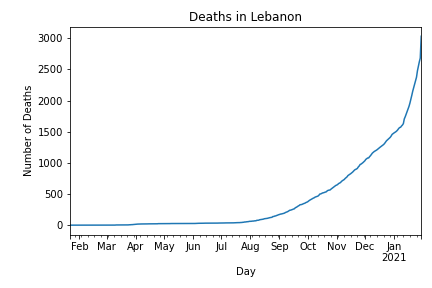 Deaths in Lebanon
Number of Deaths
3000
2500
2000
1500
1000
500
0
Feb Mar Apr May Jun Jul Aug Sep Oct Nov Dec Jan
2021
Day